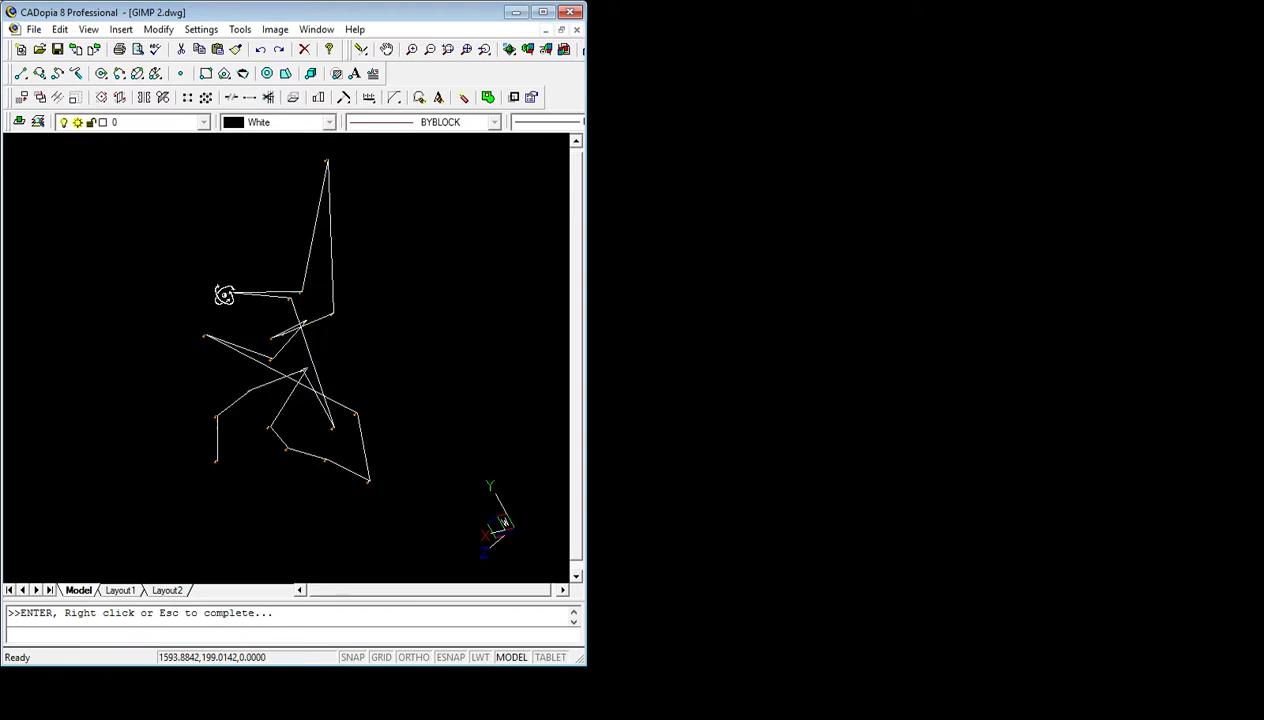 CADopia 8 Professional - [GIMP 2.dwg]
File Edit View Insert Modify Settings Tools Image Window Help
0 White BYBLOCK
Y
W
X
Z
Model Layout1 Layout2
>>ENTER, Right click or Esc to complete...
Ready 1593.8842,199.0142,0.0000 SNAP GRID ORTHO ESNAP LWT MODEL TABLET